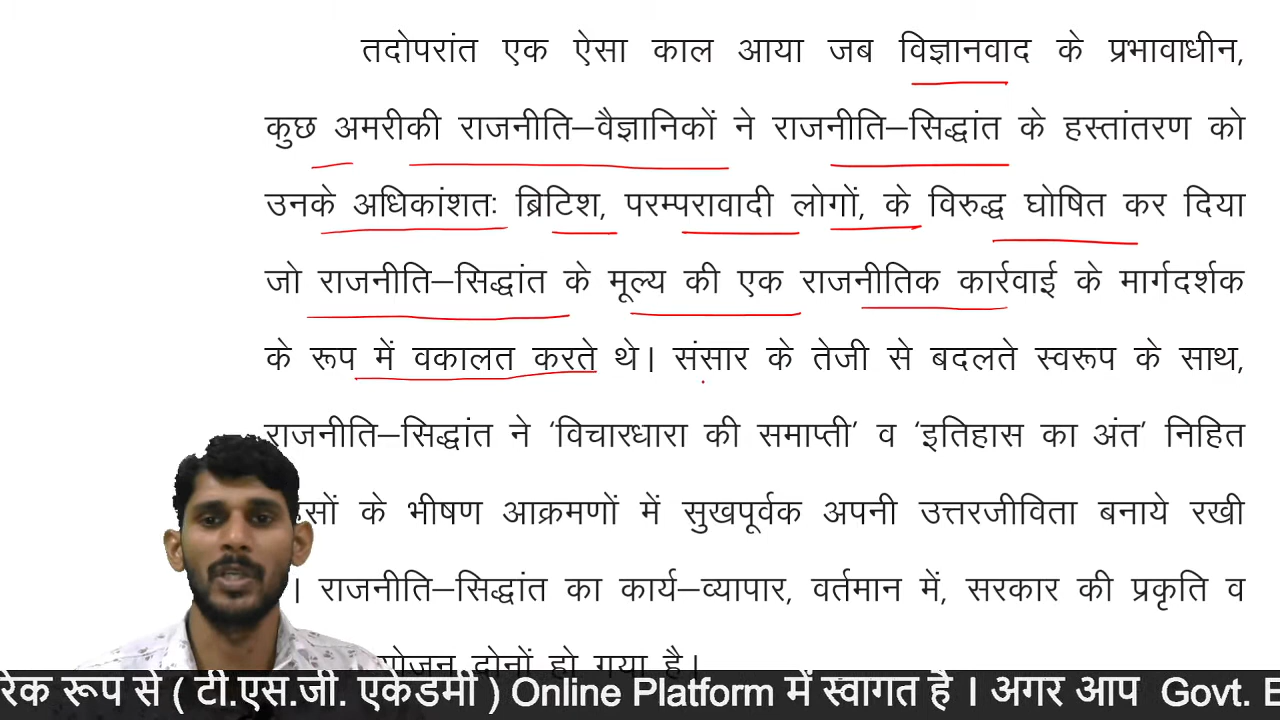 तदोपरांत एक ऐसा काल आया जब विज्ञानवाद के प्रभावाधीन,
कुछ अमरीकी राजनीति–वैज्ञानिकों ने राजनीति–सिद्धांत के हस्तांतरण को
उनके अधिकांशतः ब्रिटिश, परम्परावादी लोगों, के विरुद्ध घोषित कर दिया
जो राजनीति–सिद्धांत के मूल्य की एक राजनीतिक कार्रवाई के मार्गदर्शक
के रूप में वकालत करते थे। संसार के तेजी से बदलते स्वरूप के साथ,
राजनीति–सिद्धांत ने ‘विचारधारा की समाप्ती’ व ‘इतिहास का अंत’ निहित
के भीषण आक्रमणों में सुखपूर्वक अपनी उत्तरजीविता बनाये रखी
। राजनीति–सिद्धांत का कार्य–व्यापार, वर्तमान में, सरकार की प्रकृति व
दोनों हो गया है।
रेक रूप से ( टी.एस.जी. एकेडमी ) Online Platform में स्वागत है । अगर आप Govt.